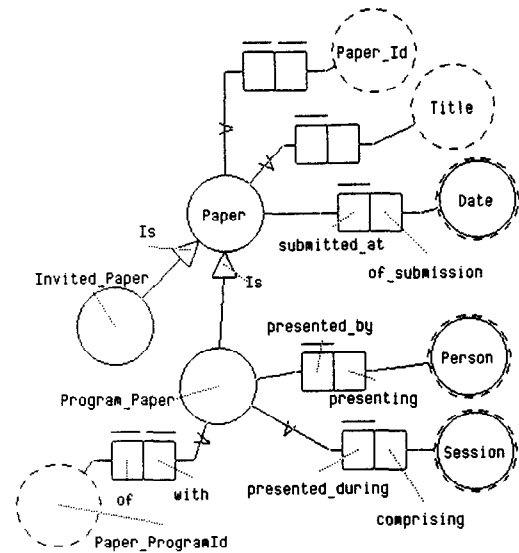 Paper_Id
Title
Paper
Date
Is
submitted_at
of_submission
Invited_Paper
Is
presented_by
Person
Program_Paper
presenting
Session
of
with
presented_during
comprising
Paper_ProgramId